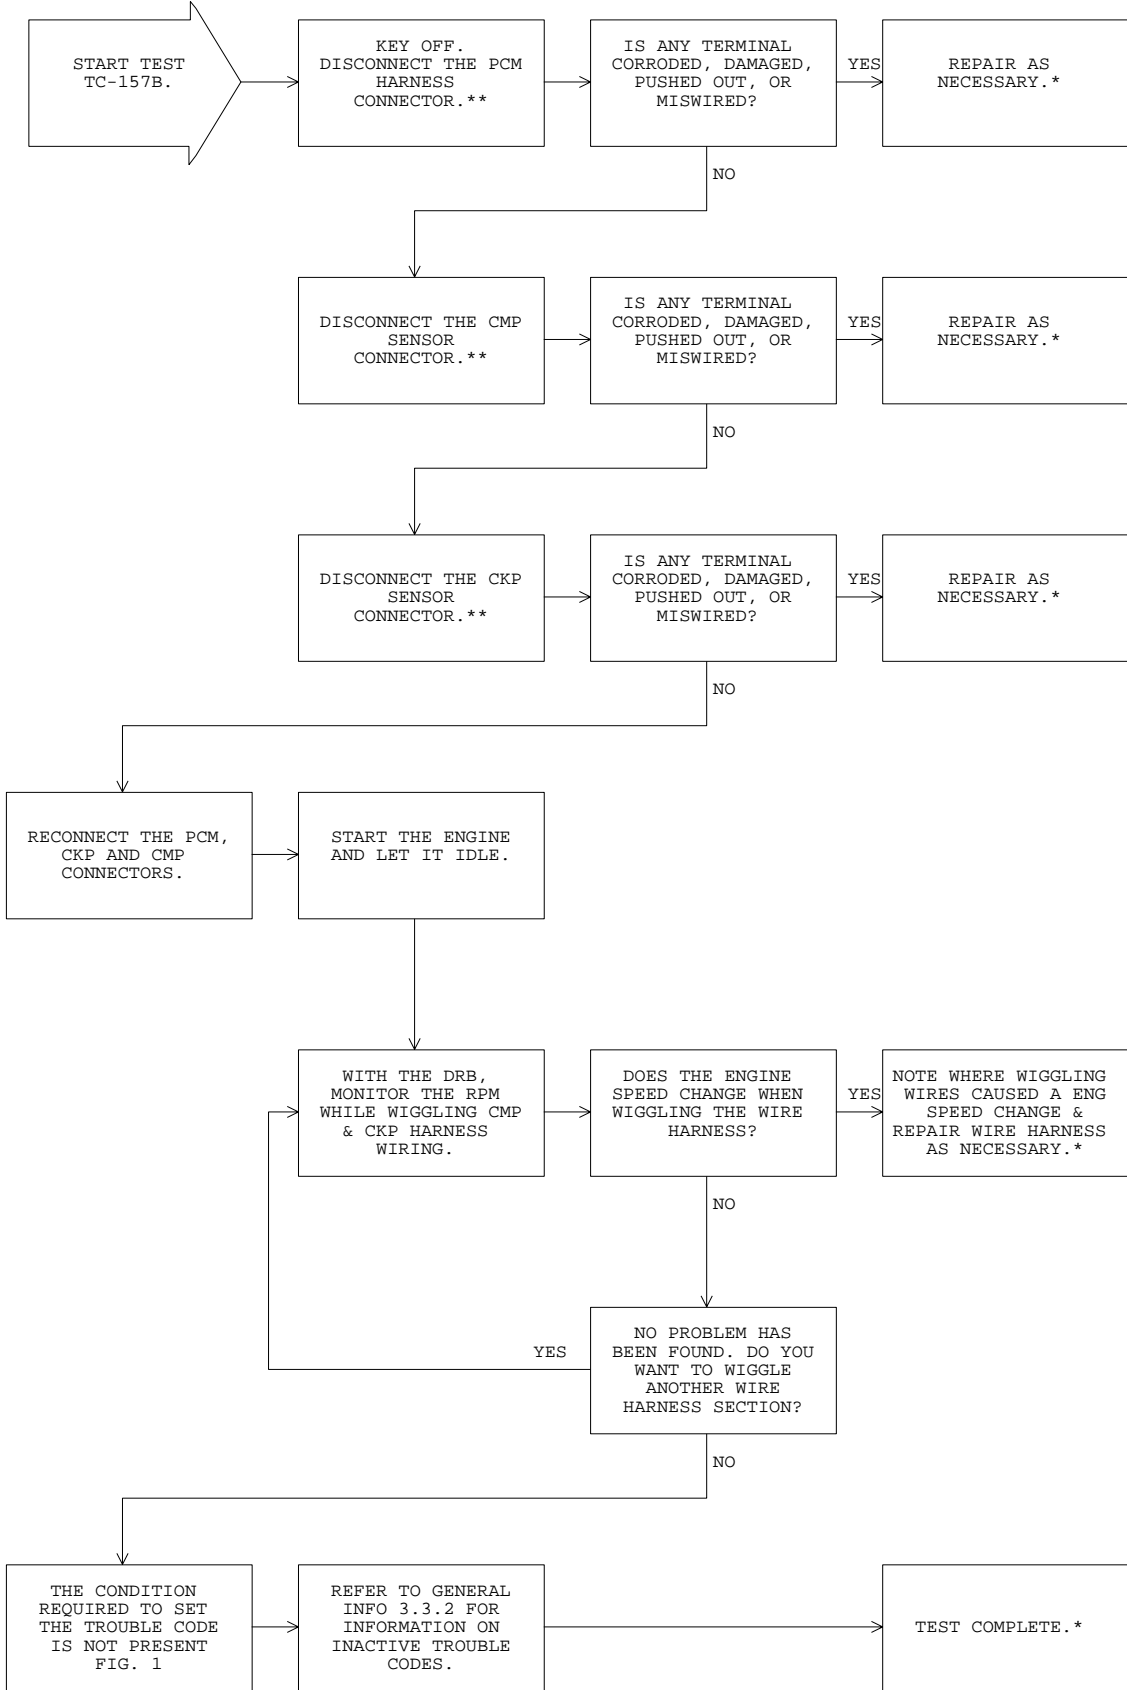 START TEST
TC-157B.
KEY OFF.
DISCONNECT THE PCM
HARNESS
CONNECTOR.**
IS ANY TERMINAL
CORRODED, DAMAGED,
PUSHED OUT, OR
MISWIRED?
YES
REPAIR AS
NECESSARY.*
NO
DISCONNECT THE CMP
SENSOR
CONNECTOR.**
IS ANY TERMINAL
CORRODED, DAMAGED,
PUSHED OUT, OR
MISWIRED?
YES
REPAIR AS
NECESSARY.*
NO
DISCONNECT THE CKP
SENSOR
CONNECTOR.**
IS ANY TERMINAL
CORRODED, DAMAGED,
PUSHED OUT, OR
MISWIRED?
YES
REPAIR AS
NECESSARY.*
NO
RECONNECT THE PCM,
CKP AND CMP
CONNECTORS.
START THE ENGINE
AND LET IT IDLE.
WITH THE DRB,
MONITOR THE RPM
WHILE WIGGLING CMP
& CKP HARNESS
WIRING.
DOES THE ENGINE
SPEED CHANGE WHEN
WIGGLING THE WIRE
HARNESS?
YES
NOTE WHERE WIGGLING
WIRES CAUSED A ENG
SPEED CHANGE &
REPAIR WIRE HARNESS
AS NECESSARY.*
NO
NO PROBLEM HAS
BEEN FOUND. DO YOU
WANT TO WIGGLE
ANOTHER WIRE
HARNESS SECTION?
YES
NO
THE CONDITION
REQUIRED TO SET
THE TROUBLE CODE
IS NOT PRESENT
FIG. 1
REFER TO GENERAL
INFO 3.3.2 FOR
INFORMATION ON
INACTIVE TROUBLE
CODES.
TEST COMPLETE.*